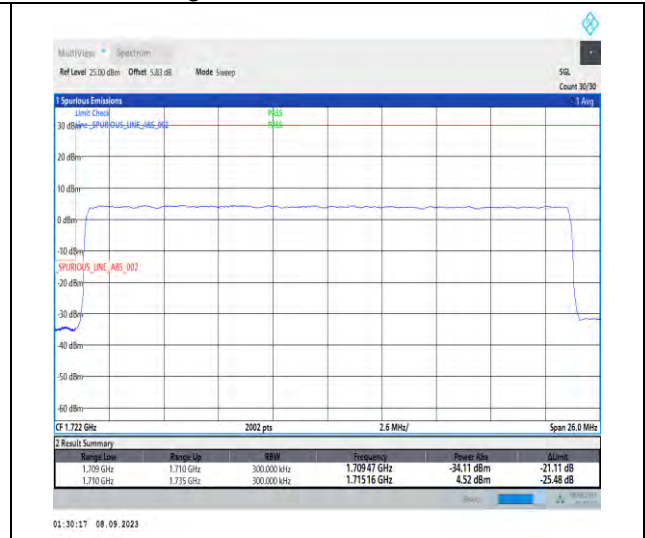 MultiView Spectrum
Ref Level 25.00 dBm Offset 5.83 dB Mode Sweep SGL
Count 30/30
1 Spurious Emissions 1 Avg
Limit Check PASS
30 dBm Line _SPURIOUS_LINE_ABS_002 PASS
20 dBm
10 dBm
0 dBm
-10 dBm
_SPURIOUS_LINE_ABS_002
-20 dBm
-30 dBm
-40 dBm
-50 dBm
-60 dBm
CF 1.722 GHz 2002 pts 2.6 MHz/ Span 26.0 MHz
2 Result Summary
Range Low Range Up RBW Frequency Power Abs ΔLimit
1.709 GHz 1.710 GHz 300.000 kHz 1.70947 GHz -34.11 dBm -21.11 dB
1.710 GHz 1.735 GHz 300.000 kHz 1.71516 GHz 4.52 dBm -25.48 dB
01:30:17 08.09.2023